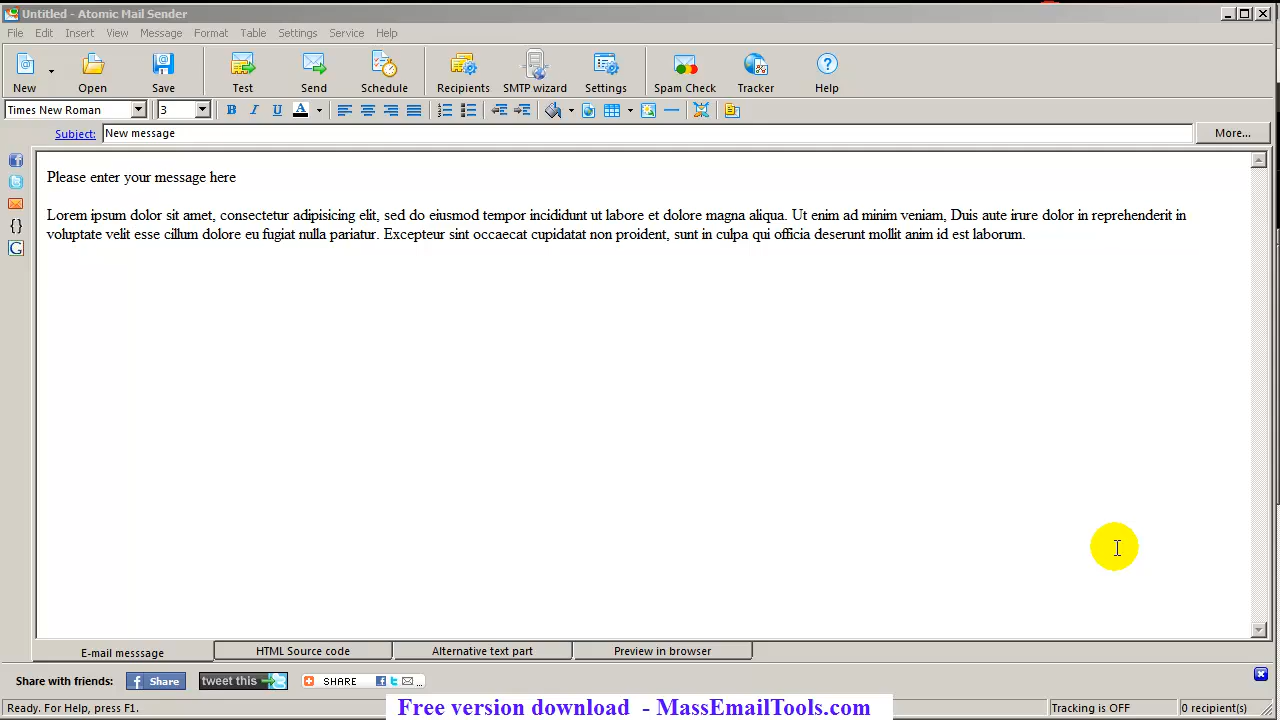 Untitled - Atomic Mail Sender
File Edit Insert View Message Format Table Settings Service Help
New Open Save Test Send Schedule Recipients SMTP wizard Settings Spam Check Tracker Help
Times New Roman 3 B I U A
Subject: New message More...
Please enter your message here
Lorem ipsum dolor sit amet, consectetur adipisicing elit, sed do eiusmod tempor incididunt ut labore et dolore magna aliqua. Ut enim ad minim veniam, Duis aute irure dolor in reprehenderit in
voluptate velit esse cillum dolore eu fugiat nulla pariatur. Excepteur sint occaecat cupidatat non proident, sunt in culpa qui officia deserunt mollit anim id est laborum.
E-mail messsage HTML Source code Alternative text part Preview in browser
Share with friends: f Share tweet this SHARE ...
Ready. For Help, press F1. Tracking is OFF 0 recipient(s)
Free version download - MassEmailTools.com